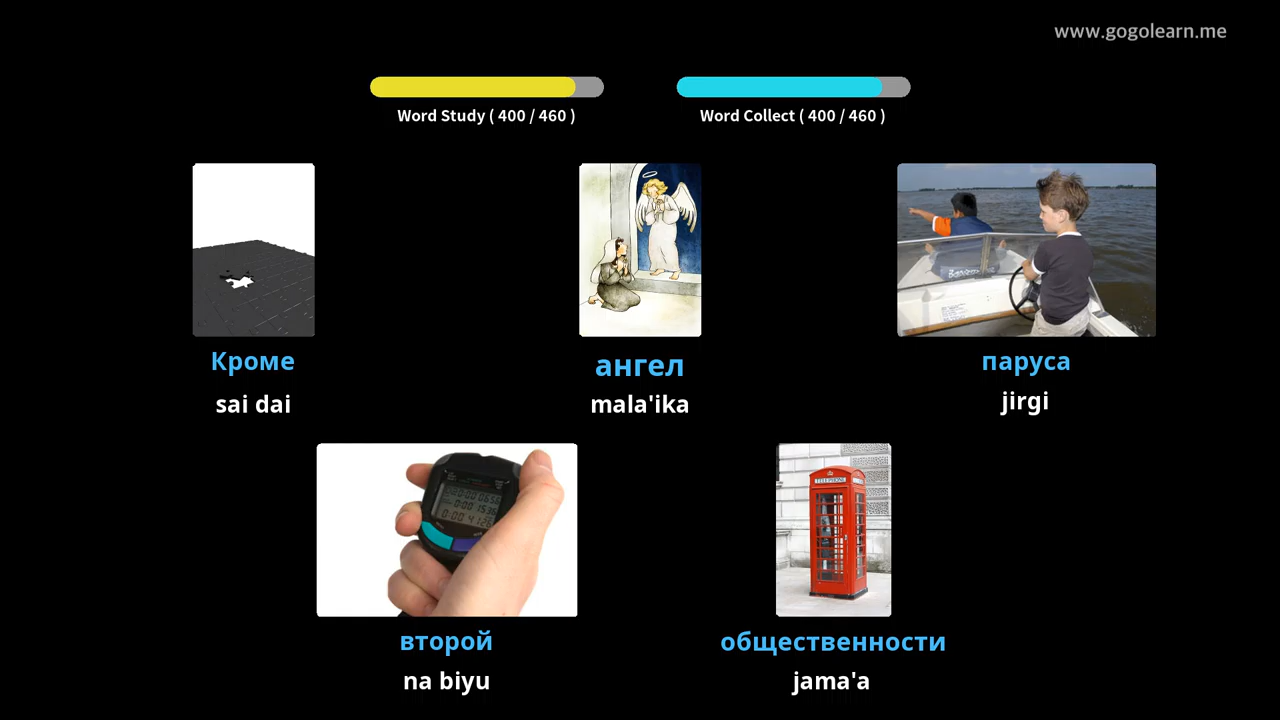 www.gogolearn.me
Word Study ( 400 / 460 )
Word Collect ( 400 / 460 )
Кроме
sai dai
ангел
mala'ika
паруса
jirgi
TELEPHONE
второй
na biyu
общественности
jama'a